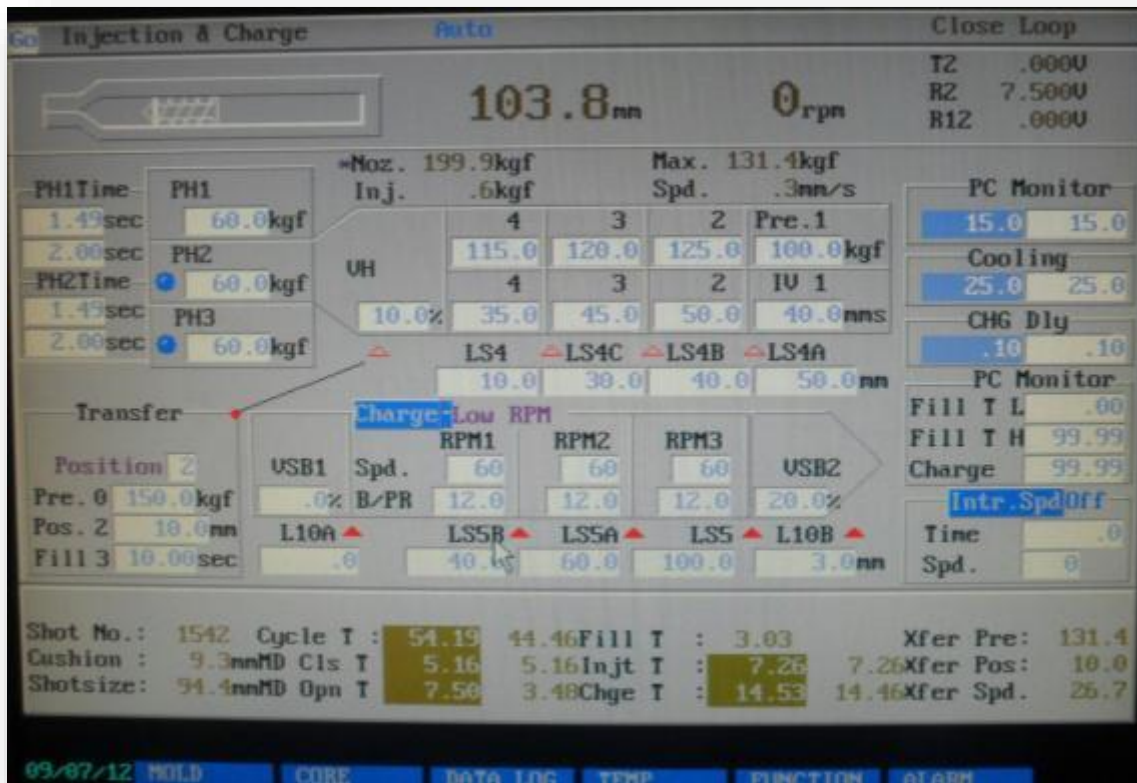 Go Injection & Charge Auto Close Loop
103.8mm 0rpm
T2 .000V
R2 7.500V
R12 .000V
=Noz. 199.9kgf Max. 131.4kgf
Inj. .6kgf Spd. .3mm/s
PH1Time PH1
1.49sec 60.0kgf
2.00sec PH2
PH2Time 60.0kgf
1.49sec PH3
2.00sec 60.0kgf
4 3 2 Pre.1
115.0 120.0 125.0 100.0kgf
VH 4 3 2 IV 1
10.0% 35.0 45.0 50.0 40.0mms
LS4 LS4C LS4B LS4A
10.0 30.0 40.0 50.0mm
PC Monitor
15.0 15.0
Cooling
25.0 25.0
CHG Dly
.10 .10
PC Monitor
Fill T L .00
Fill T H 99.99
Charge 99.99
Intr.Spd Off
Time .0
Spd. 0
Transfer
Position 2
Pre. 0 150.0kgf
Pos. 2 10.0mm
Fill 3 10.00sec
Charge-Low RPM
RPM1 RPM2 RPM3
VSB1 Spd. 60 60 60 VSB2
.0% B/PR 12.0 12.0 12.0 20.0%
L10A LS5B LS5A LS5 L10B
.0 40. 60.0 100.0 3.0mm
Shot No.: 1542 Cycle T : 54.19 44.46 Fill T : 3.03 Xfer Pre: 131.4
Cushion : 9.3mm MD Cls T 5.16 5.16 Injt T : 7.26 7.26 Xfer Pos: 10.0
Shotsize: 94.4mm MD Opn T 7.50 3.48 Chge T : 14.53 14.46 Xfer Spd. 26.7
09/07/12 MOLD CORE DATA LOG TEMP FUNCTION ALARM